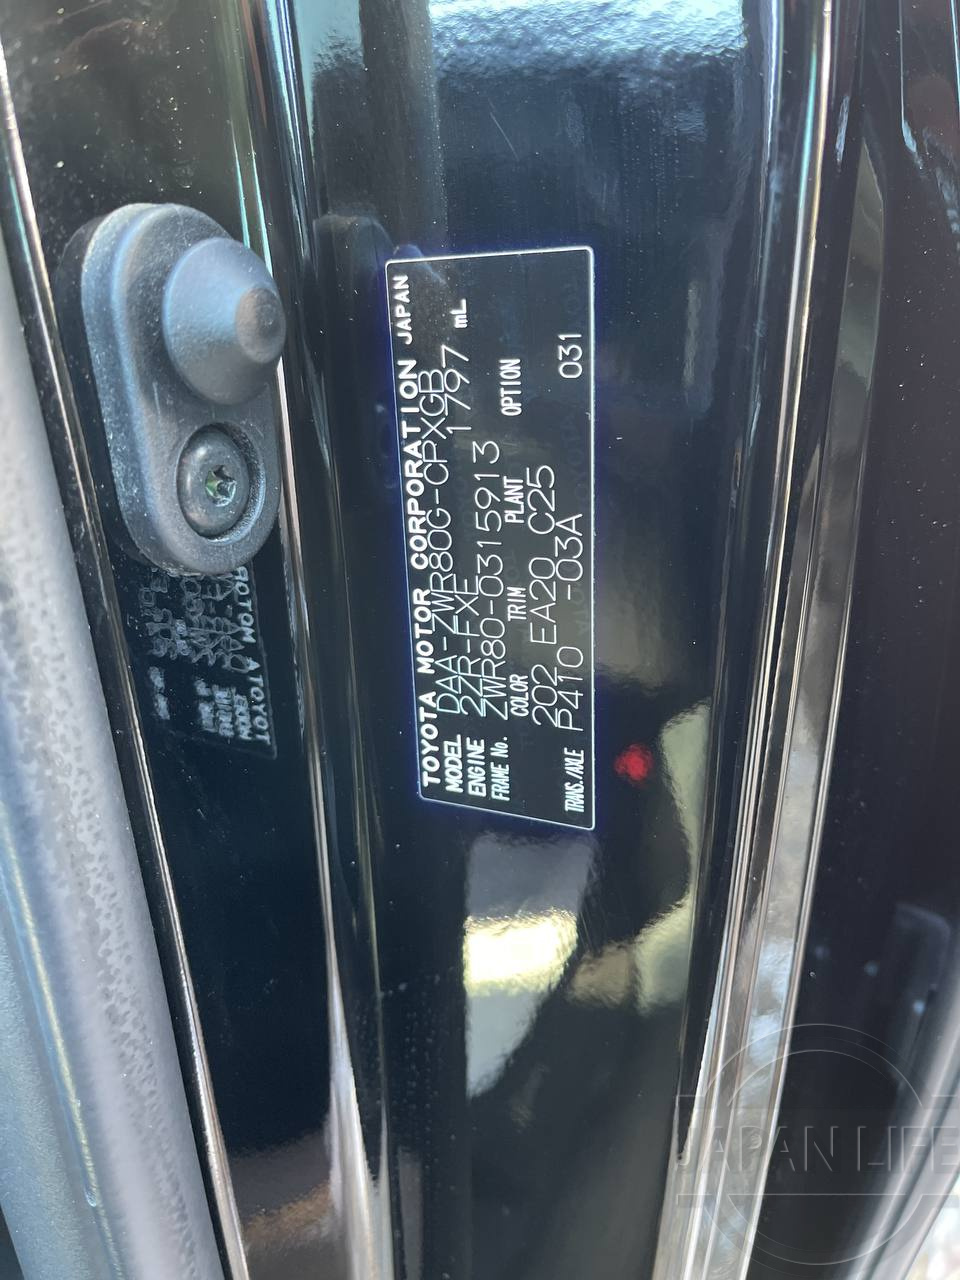 TOYOTA MOTOR CORPORATION JAPAN
MODEL DAA-ZWR80G-CPXGB
ENGINE 2ZR-FXE 1797 mL
FRAME No. ZWR80-0315913
COLOR TRIM PLANT OPTION
202 EA20 C25
TRANS./AXLE P410 -03A 031
JAPAN LIFE